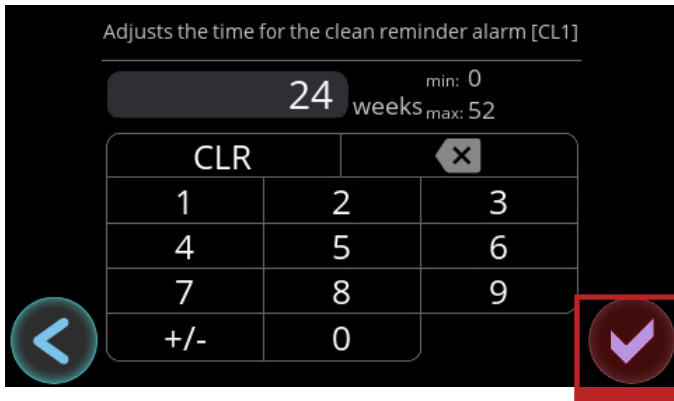 Adjusts the time for the clean reminder alarm [CL1]
24 weeks min: 0
max: 52
CLR
1 2 3
4 5 6
7 8 9
+/- 0